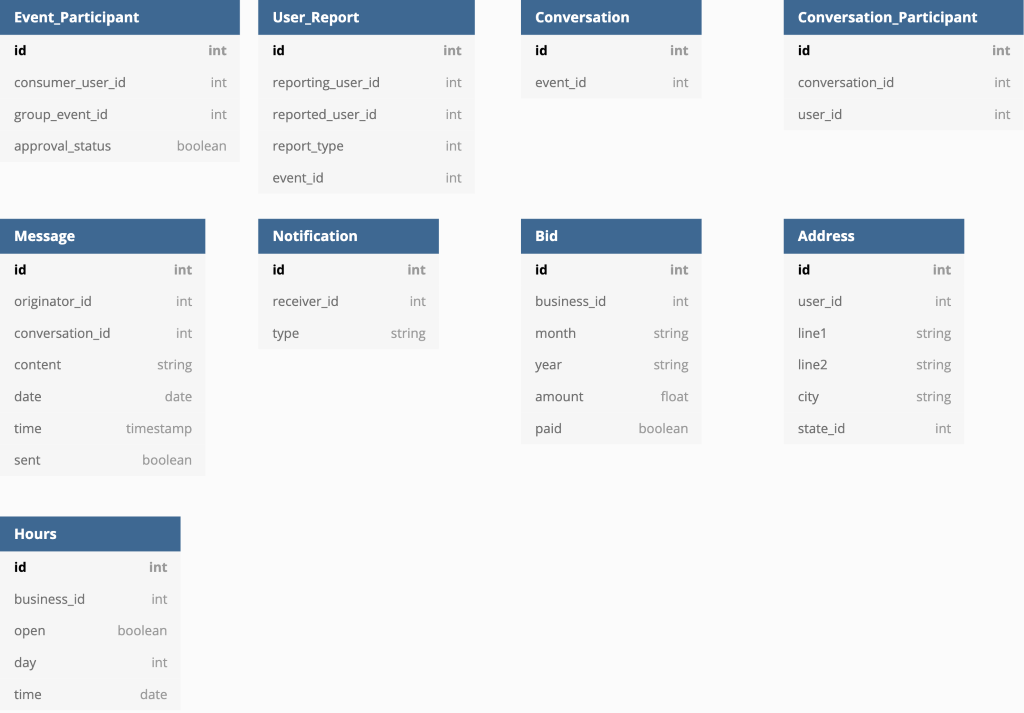 Event_Participant
id int
consumer_user_id int
group_event_id int
approval_status boolean
User_Report
id int
reporting_user_id int
reported_user_id int
report_type int
event_id int
Conversation
id int
event_id int
Conversation_Participant
id int
conversation_id int
user_id int
Message
id int
originator_id int
conversation_id int
content string
date date
time timestamp
sent boolean
Notification
id int
receiver_id int
type string
Bid
id int
business_id int
month string
year string
amount float
paid boolean
Address
id int
user_id int
line1 string
line2 string
city string
state_id int
Hours
id int
business_id int
open boolean
day int
time date